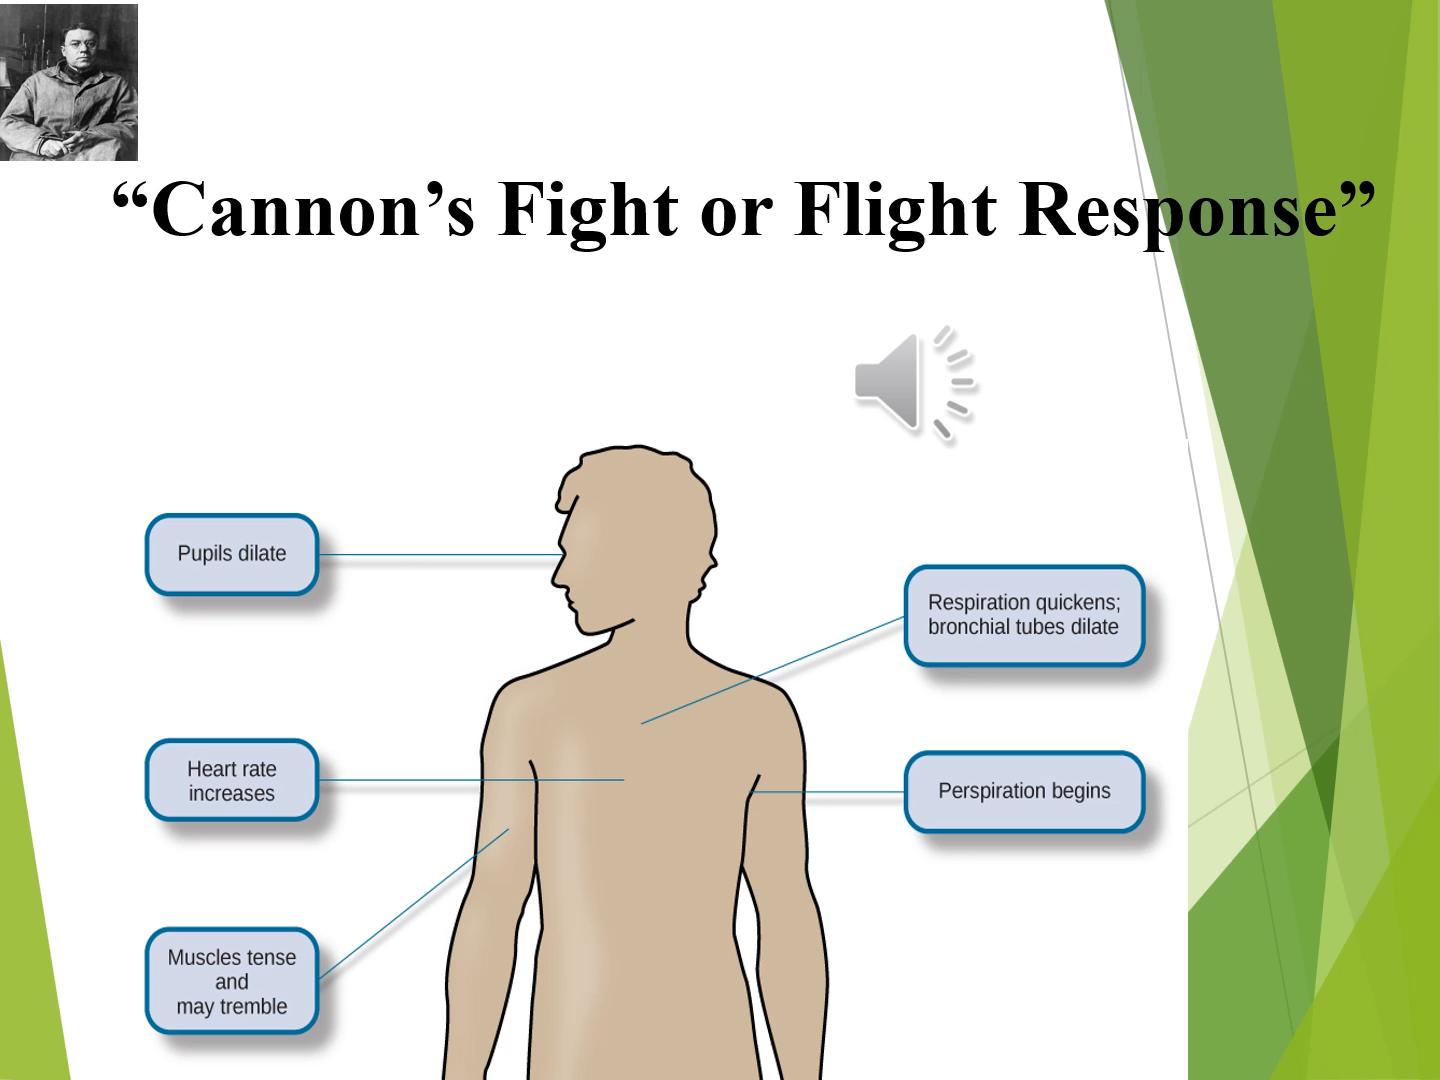 “Cannon’s Fight or Flight Response”
Pupils dilate
Respiration quickens;
bronchial tubes dilate
Heart rate
increases
Perspiration begins
Muscles tense
and
may tremble